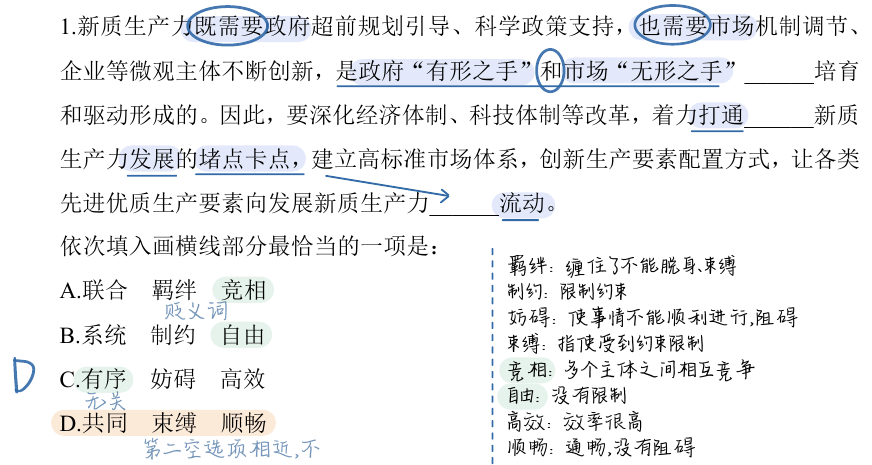 1.新质生产力既需要政府超前规划引导、科学政策支持，也需要市场机制调节、
企业等微观主体不断创新，是政府“有形之手”和市场“无形之手”______培育
和驱动形成的。因此，要深化经济体制、科技体制等改革，着力打通______新质
生产力发展的堵点卡点，建立高标准市场体系，创新生产要素配置方式，让各类
先进优质生产要素向发展新质生产力______流动。
依次填入画横线部分最恰当的一项是：
A.联合 羁绊 竞相
贬义词
B.系统 制约 自由
D
C.有序 妨碍 高效
无关
D.共同 束缚 顺畅
第二空选项相近,不
羁绊：缠住了不能脱身、束缚
制约：限制约束
妨碍：使事情不能顺利进行,阻碍
束缚：指使受到约束限制
竞相：多个主体之间相互竞争
自由：没有限制
高效：效率很高
顺畅：通畅,没有阻碍